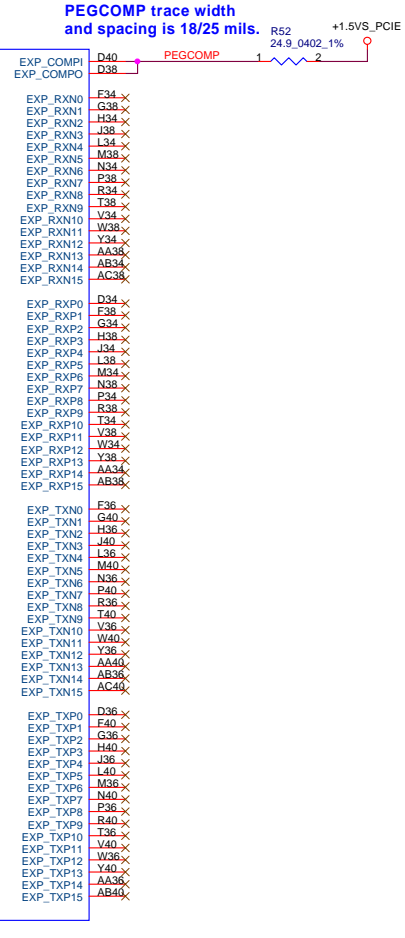 PEGCOMP trace width
and spacing is 18/25 mils.
R52
24.9_0402_1%
+1.5VS_PCIE
EXP_COMPI D40 PEGCOMP 1 2
EXP_COMPO D38
EXP_RXN0 F34
EXP_RXN1 G38
EXP_RXN2 H34
EXP_RXN3 J38
EXP_RXN4 L34
EXP_RXN5 M38
EXP_RXN6 N34
EXP_RXN7 P38
EXP_RXN8 R34
EXP_RXN9 T38
EXP_RXN10 V34
EXP_RXN11 W38
EXP_RXN12 Y34
EXP_RXN13 AA38
EXP_RXN14 AB34
EXP_RXN15 AC38
EXP_RXP0 D34
EXP_RXP1 F38
EXP_RXP2 G34
EXP_RXP3 H38
EXP_RXP4 J34
EXP_RXP5 L38
EXP_RXP6 M34
EXP_RXP7 N38
EXP_RXP8 P34
EXP_RXP9 R38
EXP_RXP10 T34
EXP_RXP11 V38
EXP_RXP12 W34
EXP_RXP13 Y38
EXP_RXP14 AA34
EXP_RXP15 AB38
EXP_TXN0 F36
EXP_TXN1 G40
EXP_TXN2 H36
EXP_TXN3 J40
EXP_TXN4 L36
EXP_TXN5 M40
EXP_TXN6 N36
EXP_TXN7 P40
EXP_TXN8 R36
EXP_TXN9 T40
EXP_TXN10 V36
EXP_TXN11 W40
EXP_TXN12 Y36
EXP_TXN13 AA40
EXP_TXN14 AB36
EXP_TXN15 AC40
EXP_TXP0 D36
EXP_TXP1 F40
EXP_TXP2 G36
EXP_TXP3 H40
EXP_TXP4 J36
EXP_TXP5 L40
EXP_TXP6 M36
EXP_TXP7 N40
EXP_TXP8 P36
EXP_TXP9 R40
EXP_TXP10 T36
EXP_TXP11 V40
EXP_TXP12 W36
EXP_TXP13 Y40
EXP_TXP14 AA36
EXP_TXP15 AB40